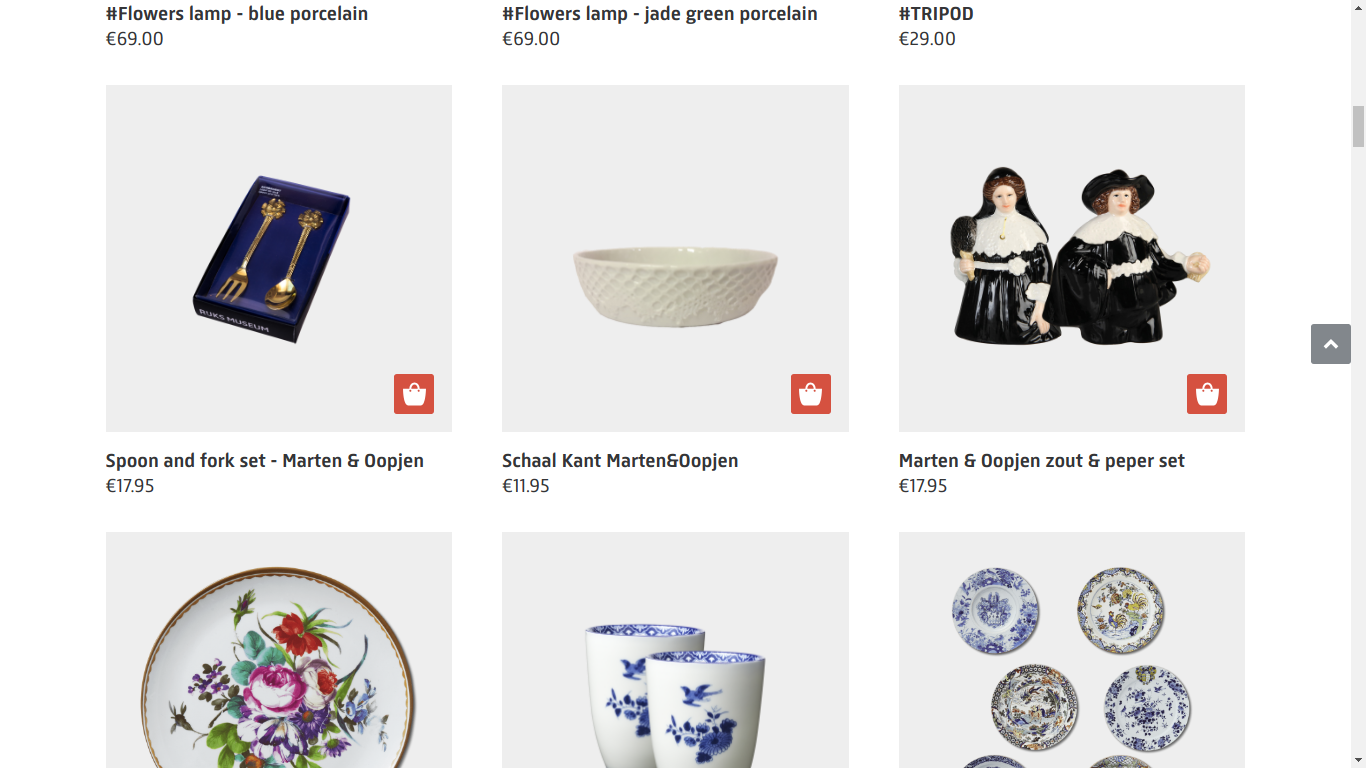 #Flowers lamp - blue porcelain
€69.00
#Flowers lamp - jade green porcelain
€69.00
#TRIPOD
€29.00
RIJKS MUSEUM
Spoon and fork set - Marten & Oopjen
€17.95
Schaal Kant Marten&Oopjen
€11.95
Marten & Oopjen zout & peper set
€17.95